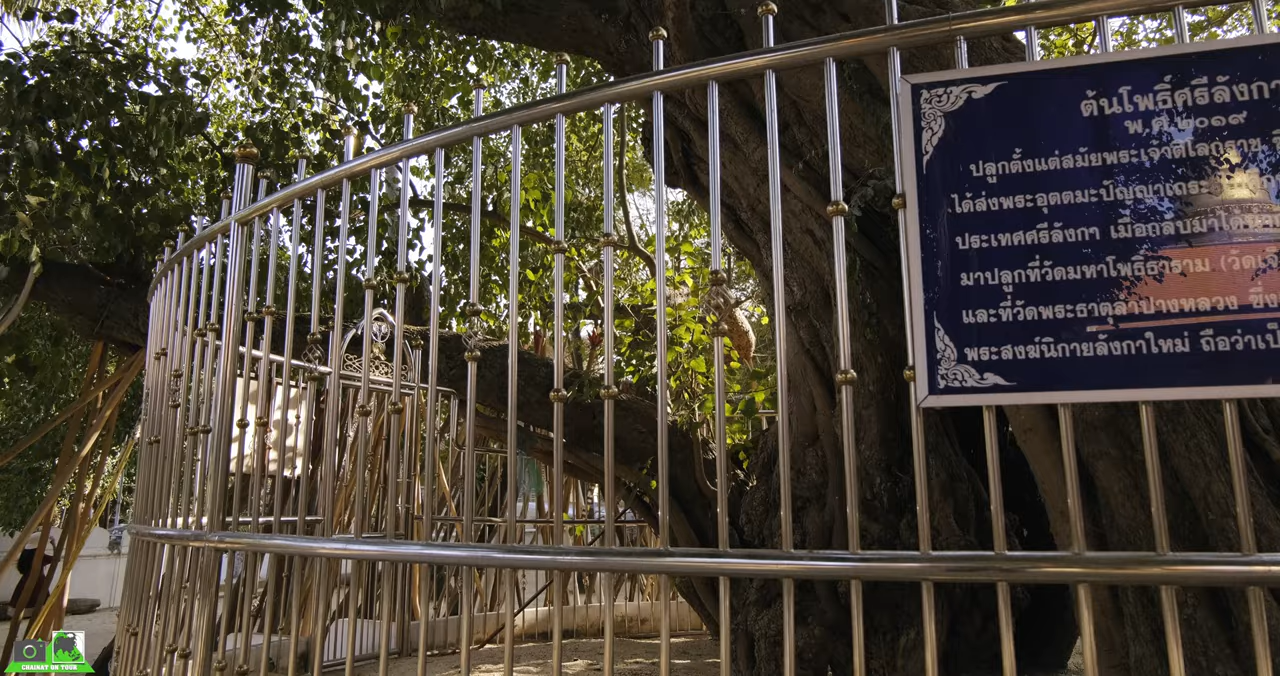 ต้นโพธิ์ศรีลังกา
พ.ศ.๒๐๑๙
ปลูกตั้งแต่สมัยพระเจ้าติโลกราช
ได้ส่งพระอุตตมะปัญญาเถระ
ประเทศศรีลังกา เมื่อกลับมาได้นำ
มาปลูกที่วัดมหาโพธิธาราม (วัดเจ
และที่วัดพระธาตุลำปางหลวง ซึ่ง
พระสงฆ์นิกายลังกาใหม่ ถือว่าเป็
CHAINAT ON TOUR